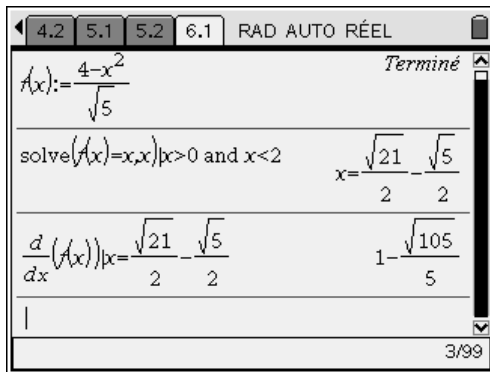 4.2 5.1 5.2 6.1 RAD AUTO RÉEL
f(x):=(4-x^2)/√5 Terminé
solve(f(x)=x,x)|x>0 and x<2 x=√21/2-√5/2
d/dx(f(x))|x=√21/2-√5/2 1-√105/5
3/99